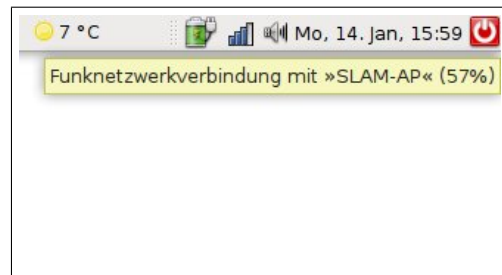 7 °C Mo, 14. Jan, 15:59
Funknetzwerkverbindung mit »SLAM-AP« (57%)